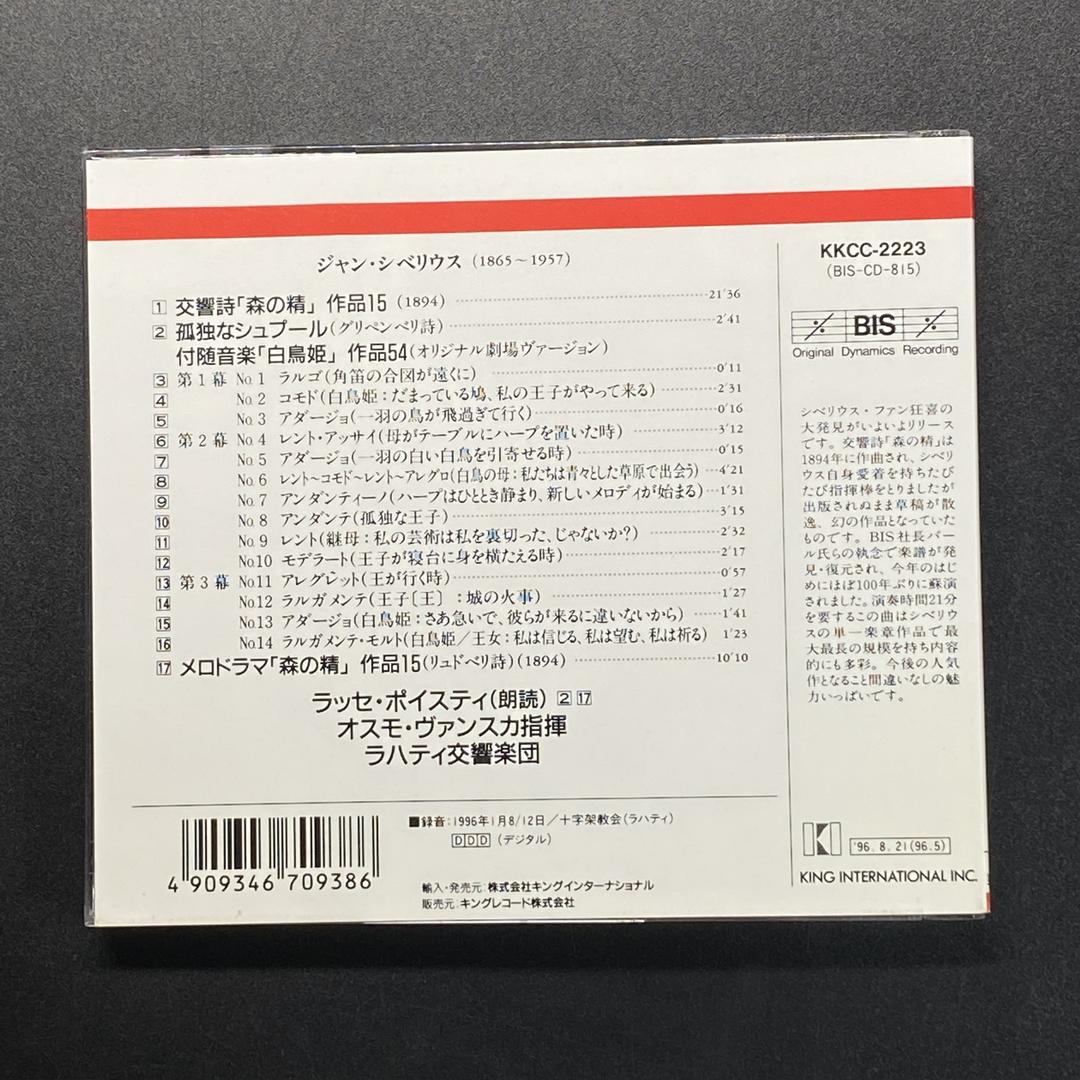 ジャン・シベリウス (1865～1957)
1 交響詩「森の精」 作品15 (1894) 21'36
2 孤独なシュプール(グリペンベリ詩) 2'41
付随音楽「白鳥姫」 作品54(オリジナル劇場ヴァージョン)
3 第1幕 No.1 ラルゴ(角笛の合図が遠くに) 0'11
4 No.2 コモド(白鳥姫：だまっている鳩、私の王子がやって来る) 2'31
5 No.3 アダージョ(一羽の鳥が飛過ぎて行く) 0'16
6 第2幕 No.4 レント・アッサイ(母がテーブルにハープを置いた時) 3'12
7 No.5 アダージョ(一羽の白い白鳥を引寄せる時) 0'15
8 No.6 レント～コモド～レント～アレグロ(白鳥の母：私たちは青々とした草原で出会う) 4'21
9 No.7 アンダンティーノ(ハープはひととき静まり、新しいメロディが始まる) 1'31
10 No.8 アンダンテ(孤独な王子) 3'15
11 No.9 レント(継母：私の芸術は私を裏切った、じゃないか?) 2'32
12 No.10 モデラート(王子が寝台に身を横たえる時) 2'17
13 第3幕 No.11 アレグレット(王が行く時) 0'57
14 No.12 ラルガメンテ(王子〔王〕：城の火事) 1'27
15 No.13 アダージョ(白鳥姫：さあ急いで、彼らが来るに違いないから) 1'41
16 No.14 ラルガメンテ・モルト(白鳥姫／王女：私は信じる、私は望む、私は祈る) 1'23
17 メロドラマ「森の精」 作品15(リュドベリ詩)(1894) 10'10
ラッセ・ポイスティ(朗読) 2 17
オスモ・ヴァンスカ指揮
ラハティ交響楽団
■録音：1996年1月8/12日／十字架教会(ラハティ)
DDD (デジタル)
4 909346 709386
輸入・発売元：株式会社キングインターナショナル
販売元：キングレコード株式会社
KKCC-2223
(BIS-CD-815)
BIS
Original Dynamics Recording
シベリウス・ファン狂喜の
大発見がいよいよリリース
です。交響詩「森の精」は
1894年に作曲され、シベリ
ウス自身愛着を持ちたび
たび指揮棒をとりましたが
出版されぬまま草稿が散
逸、幻の作品となっていた
ものです。BIS社長バー
ル氏らの執念で楽譜が発
見・復元され、今年のはじ
めにほぼ100年ぶりに蘇演
されました。演奏時間21分
を要するこの曲はシベリウ
スの単一楽章作品で最
大最長の規模を持ち内容
的にも多彩。今後の人気
作となること間違いなしの魅
力いっぱいです。
'96.8.21(96.5)
KING INTERNATIONAL INC.